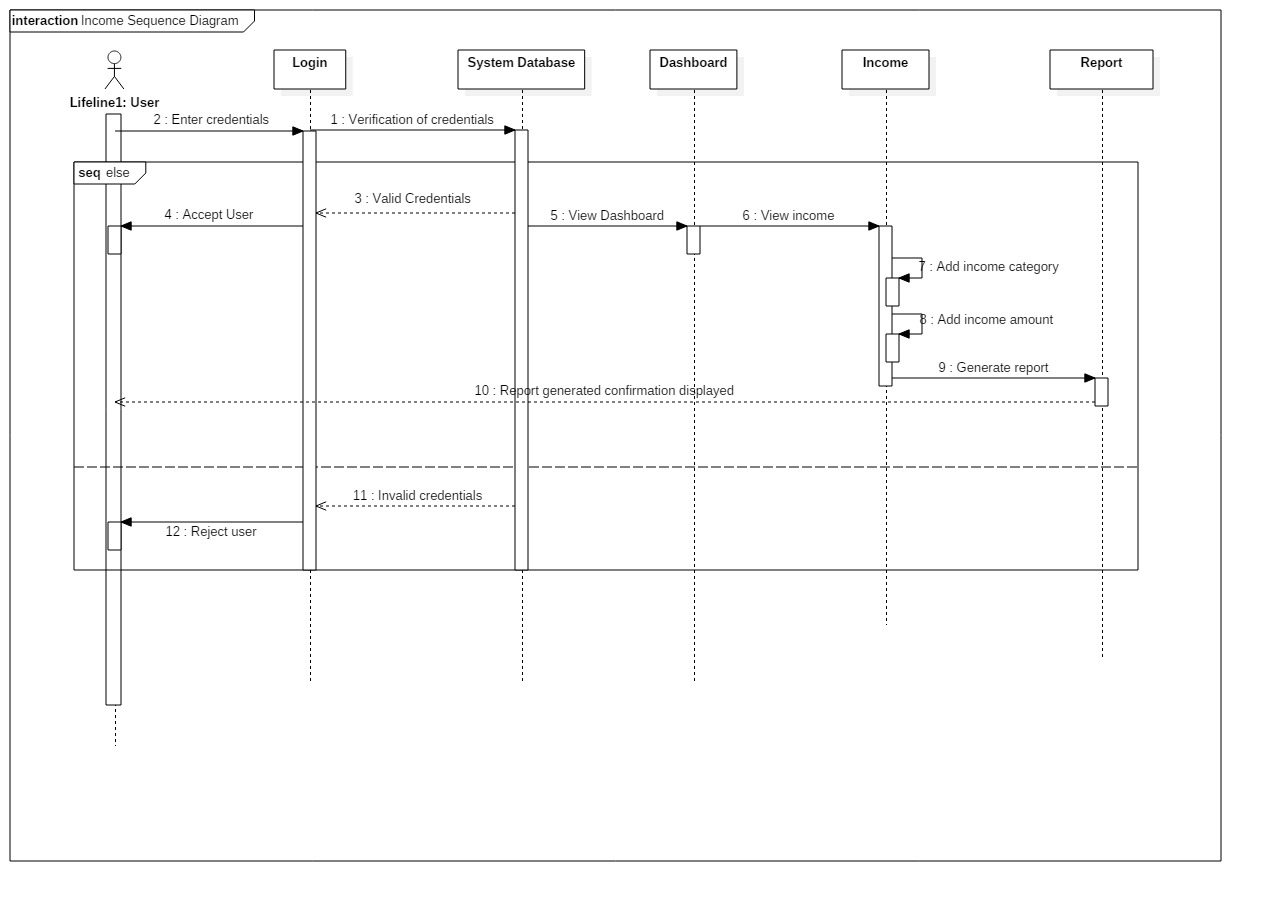 interaction Income Sequence Diagram
Login
System Database
Dashboard
Income
Report
Lifeline1: User
2 : Enter credentials
1 : Verification of credentials
seq else
3 : Valid Credentials
4 : Accept User
5 : View Dashboard
6 : View income
7 : Add income category
8 : Add income amount
9 : Generate report
10 : Report generated confirmation displayed
11 : Invalid credentials
12 : Reject user